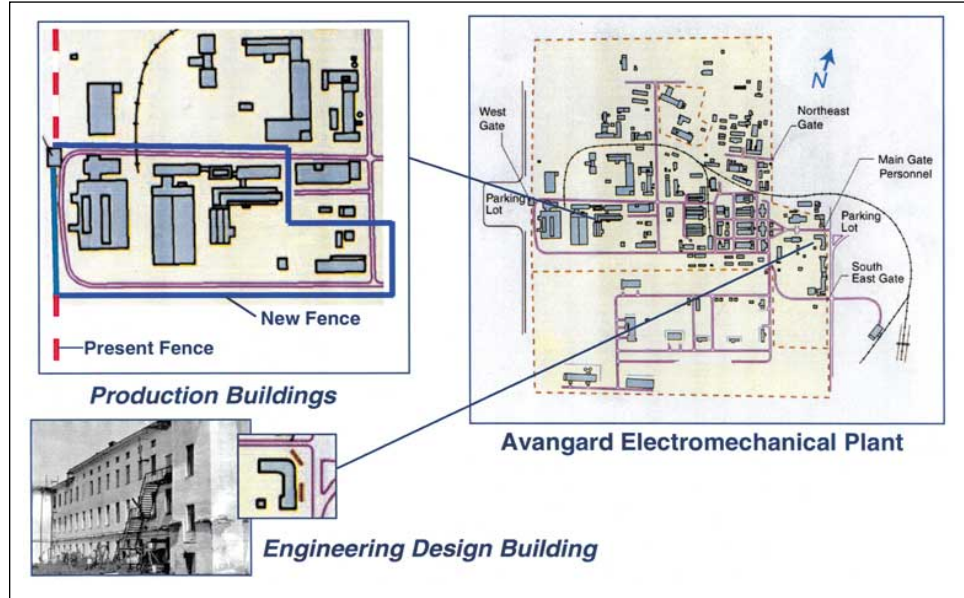 New Fence
Present Fence
Production Buildings
N
West
Gate
Parking
Lot
Northeast
Gate
Main Gate
Personnel
Parking
Lot
South
East Gate
Avangard Electromechanical Plant
Engineering Design Building